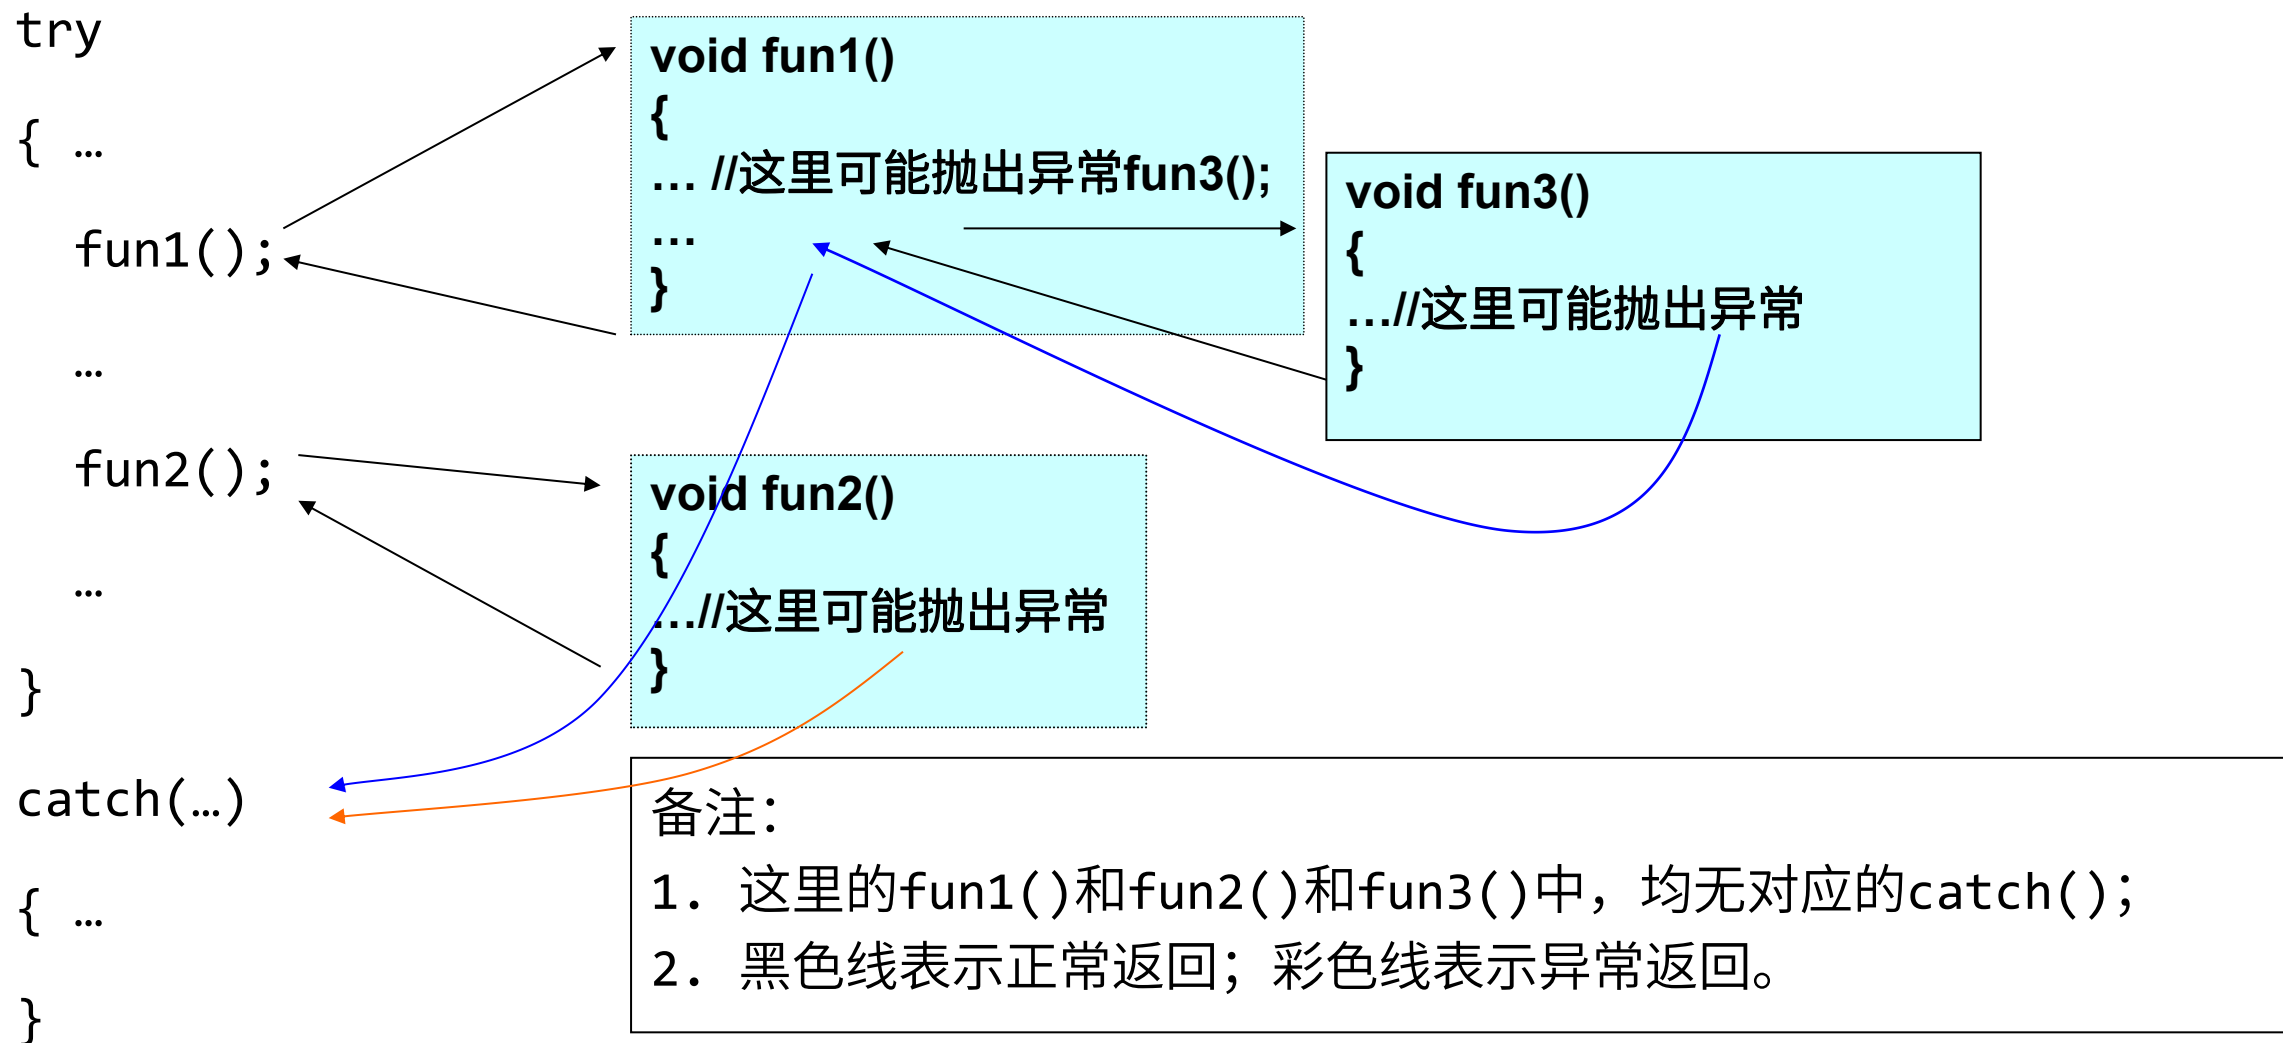 try
{ …
fun1();
…
fun2();
…
}
catch(…)
{ …
}
void fun1()
{
… //这里可能抛出异常fun3();
…
}
void fun3()
{
…//这里可能抛出异常
}
void fun2()
{
…//这里可能抛出异常
}
备注：
1. 这里的fun1()和fun2()和fun3()中，均无对应的catch()；
2. 黑色线表示正常返回；彩色线表示异常返回。